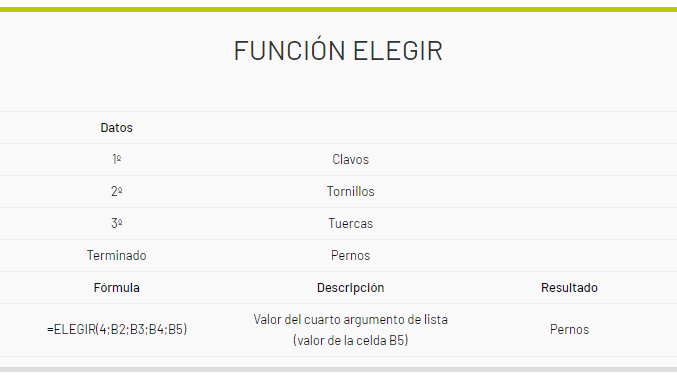 FUNCIÓN ELEGIR
Datos
1º Clavos
2º Tornillos
3º Tuercas
Terminado Pernos
Fórmula Descripción Resultado
=ELEGIR(4;B2;B3;B4;B5) Valor del cuarto argumento de lista Pernos
(valor de la celda B5)